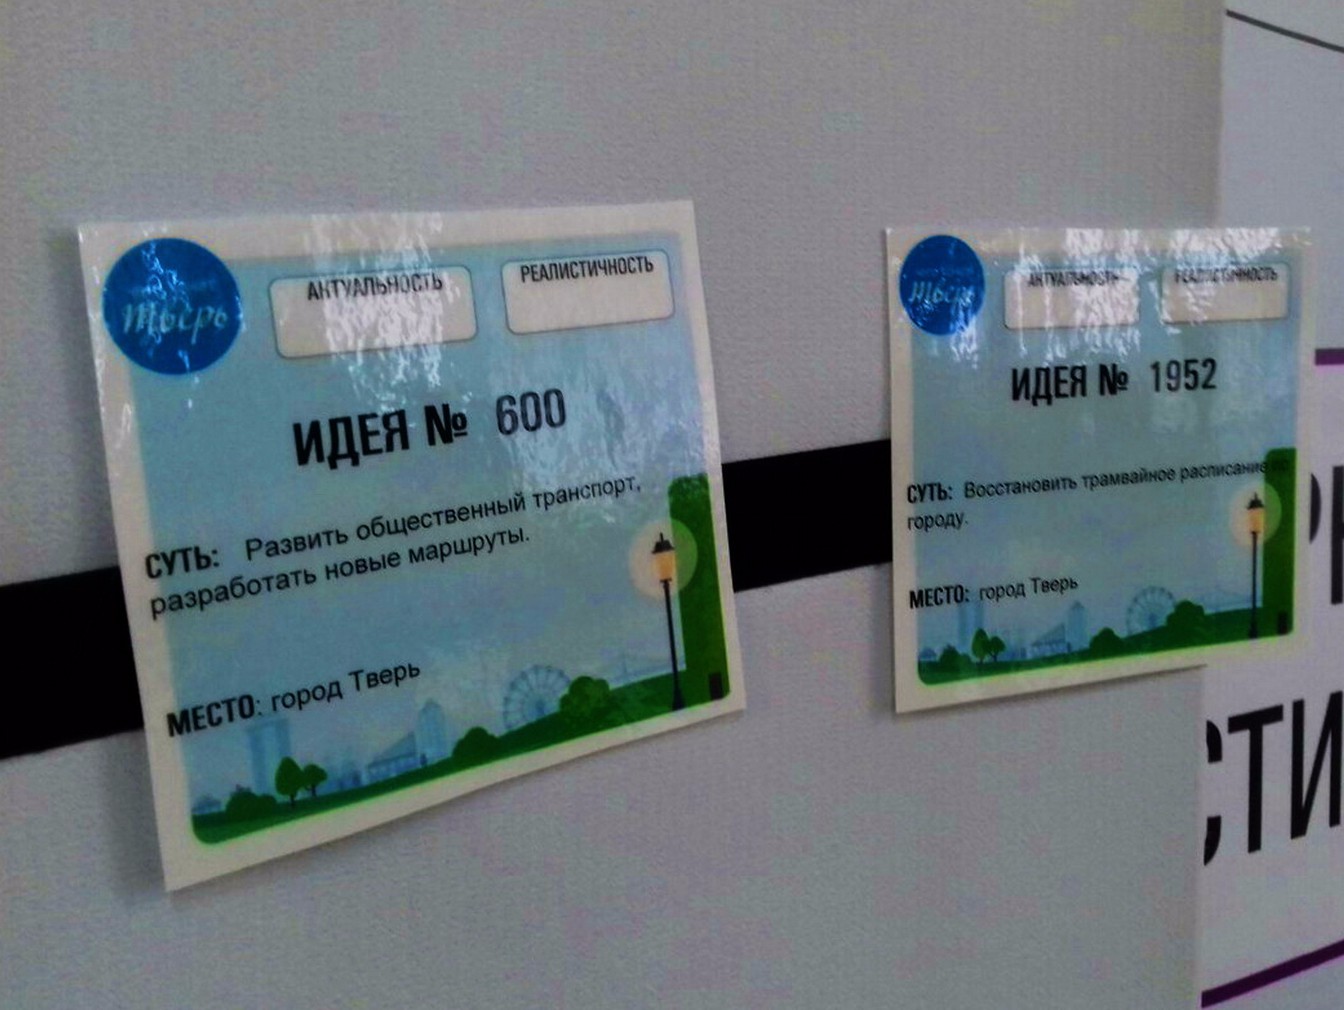 Тверь
АКТУАЛЬНОСТЬ
РЕАЛИСТИЧНОСТЬ
ИДЕЯ № 600
СУТЬ: Развить общественный транспорт,
разработать новые маршруты.
МЕСТО: город Тверь
Тверь
АКТУАЛЬНОСТЬ
РЕАЛИСТИЧНОСТЬ
ИДЕЯ № 1952
СУТЬ: Восстановить трамвайное расписание по
городу.
МЕСТО: город Тверь
СТИ